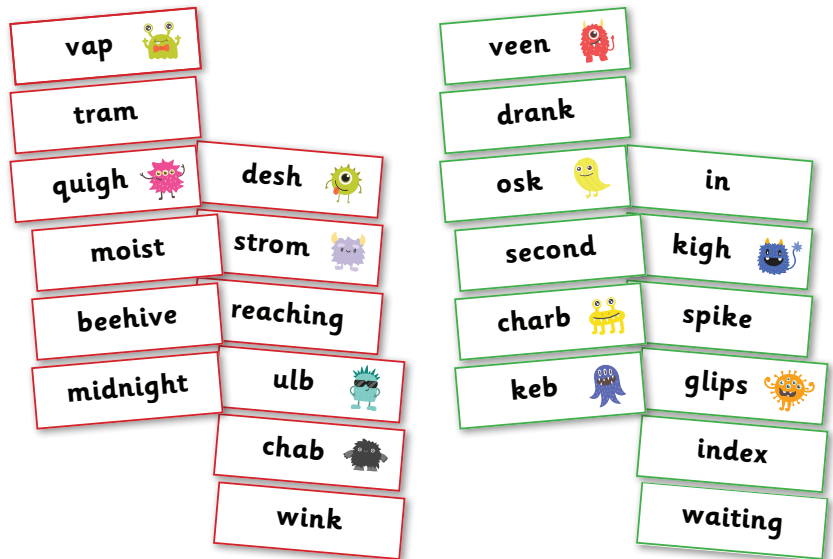 vap
tram
quigh
moist
beehive
midnight
desh
strom
reaching
ulb
chab
wink
veen
drank
osk
second
charb
keb
in
kigh
spike
glips
index
waiting